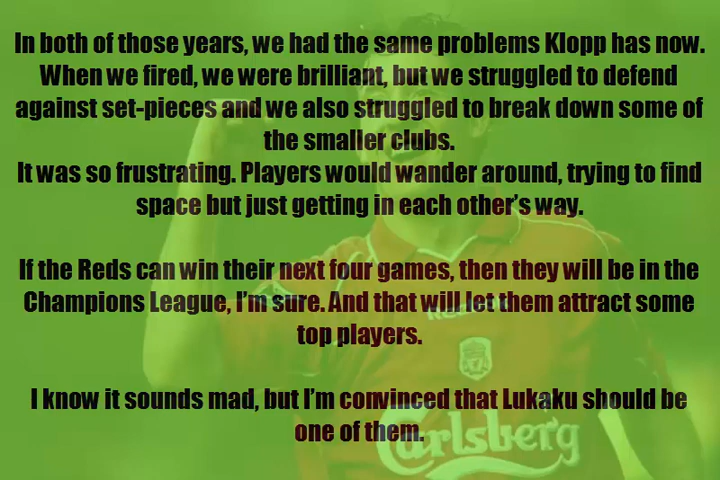 In both of those years, we had the same problems Klopp has now.
When we fired, we were brilliant, but we struggled to defend
against set-pieces and we also struggled to break down some of
the smaller clubs.
It was so frustrating. Players would wander around, trying to find
space but just getting in each other's way.
If the Reds can win their next four games, then they will be in the
Champions League, I'm sure. And that will let them attract some
top players.
I know it sounds mad, but I'm convinced that Lukaku should be
one of them.
Reebok
Carlsberg